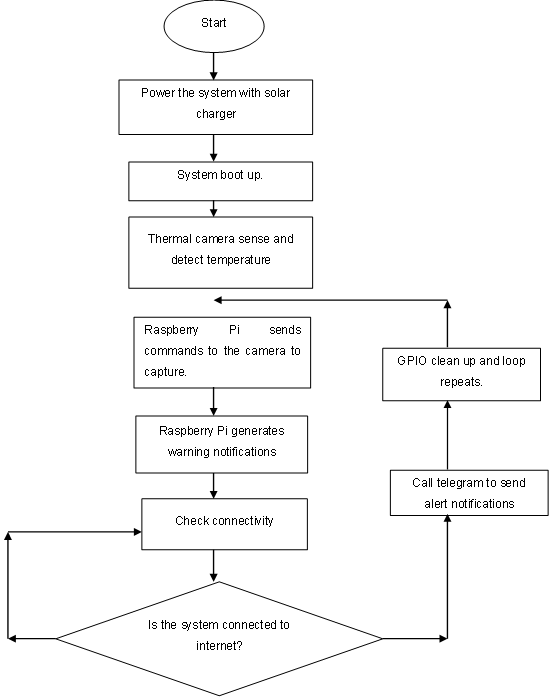 Start
Power the system with solar
charger
System boot up.
Thermal camera sense and
detect temperature
Raspberry Pi sends
commands to the camera to
capture.
GPIO clean up and loop
repeats.
Raspberry Pi generates
warning notifications
Call telegram to send
alert notifications
Check connectivity
Is the system connected to
internet?